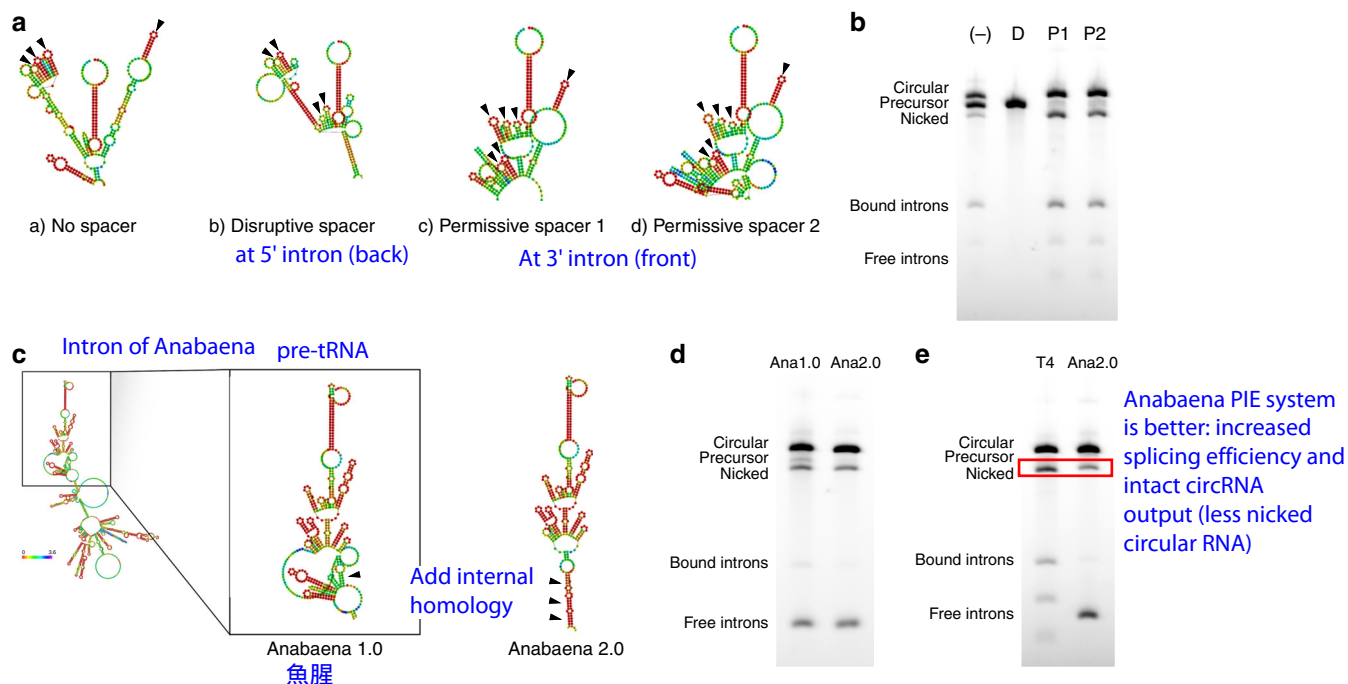 a
a) No spacer
b) Disruptive spacer
c) Permissive spacer 1
d) Permissive spacer 2
at 5' intron (back)
At 3' intron (front)
b
(–) D P1 P2
Circular
Precursor
Nicked
Bound introns
Free introns
c
Intron of Anabaena
pre-tRNA
0 3.6
Add internal
homology
Anabaena 1.0
魚腥
Anabaena 2.0
d
Ana1.0 Ana2.0
Circular
Precursor
Nicked
Bound introns
Free introns
e
T4 Ana2.0
Circular
Precursor
Nicked
Bound introns
Free introns
Anabaena PIE system
is better: increased
splicing efficiency and
intact circRNA
output (less nicked
circular RNA)